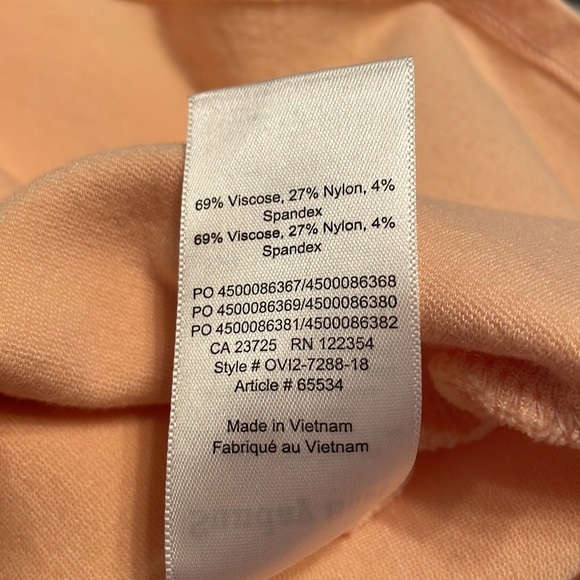 69% Viscose, 27% Nylon, 4%
Spandex
69% Viscose, 27% Nylon, 4%
Spandex
PO 4500086367/4500086368
PO 4500086369/4500086380
PO 4500086381/4500086382
CA 23725 RN 122354
Style # OVI2-7288-18
Article # 65534
Made in Vietnam
Fabriqué au Vietnam